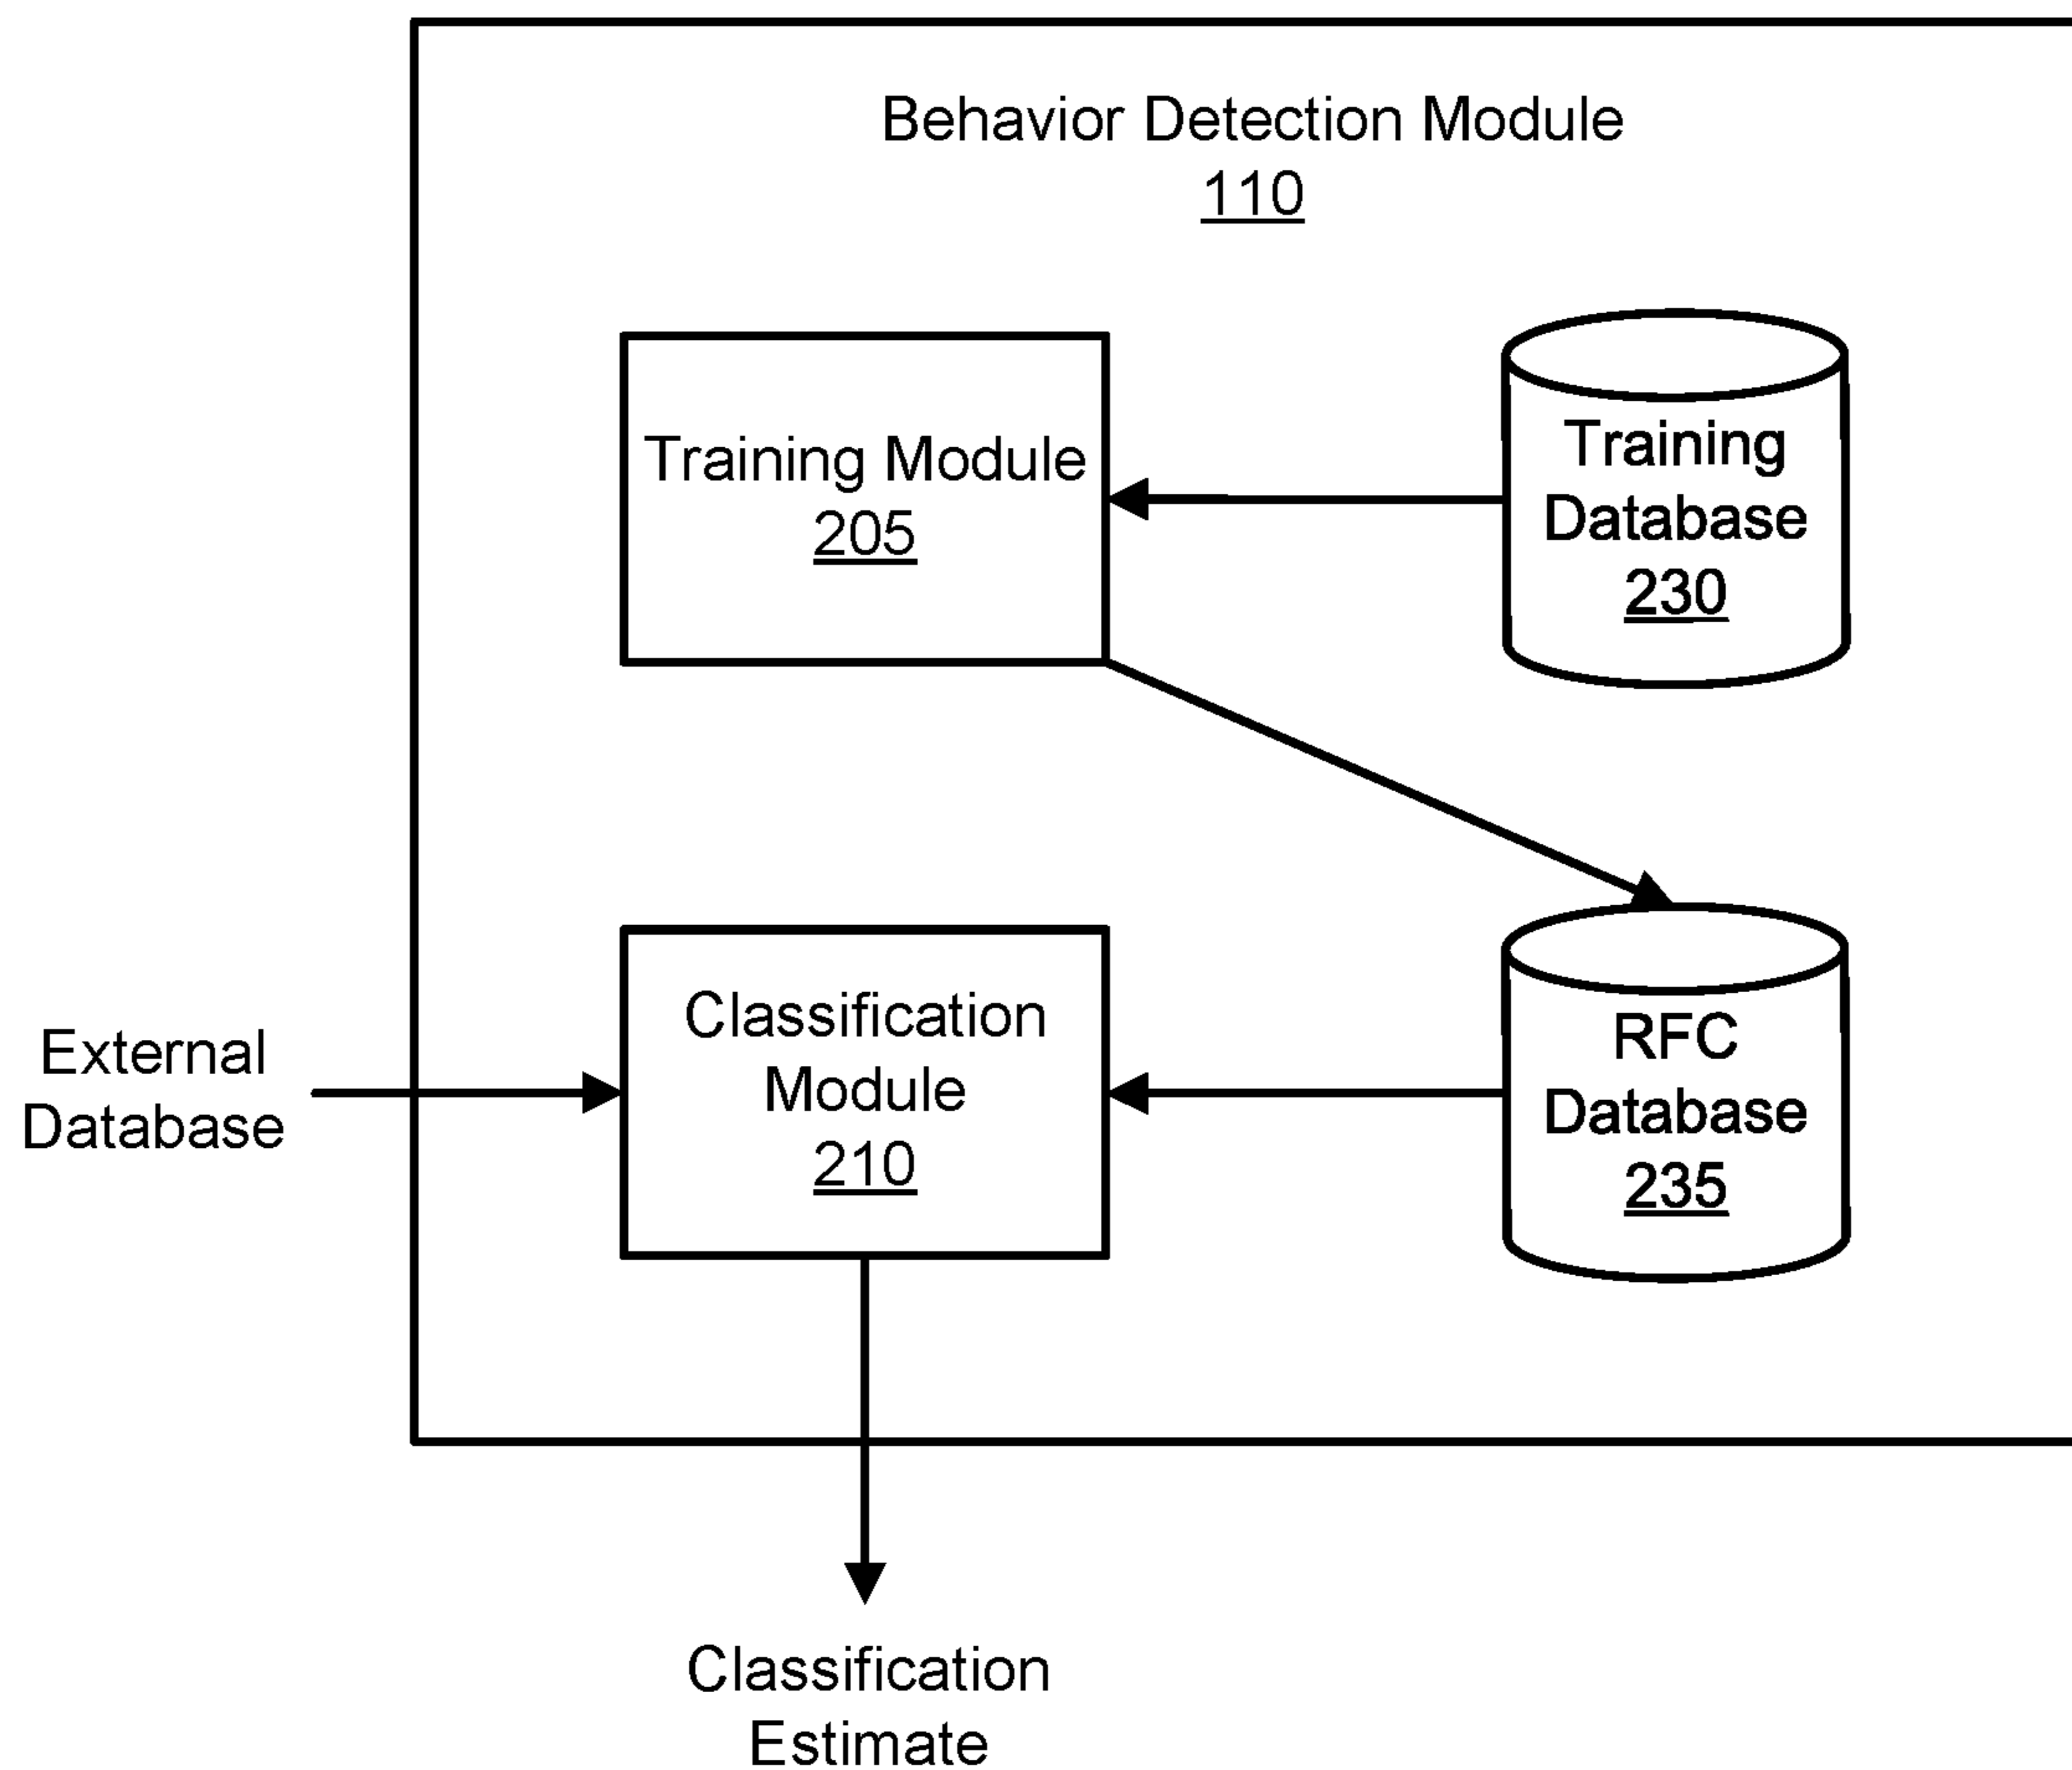 Behavior Detection Module
110
Training Module
205
Training
Database
230
Classification
Module
210
RFC
Database
235
External
Database
Classification
Estimate